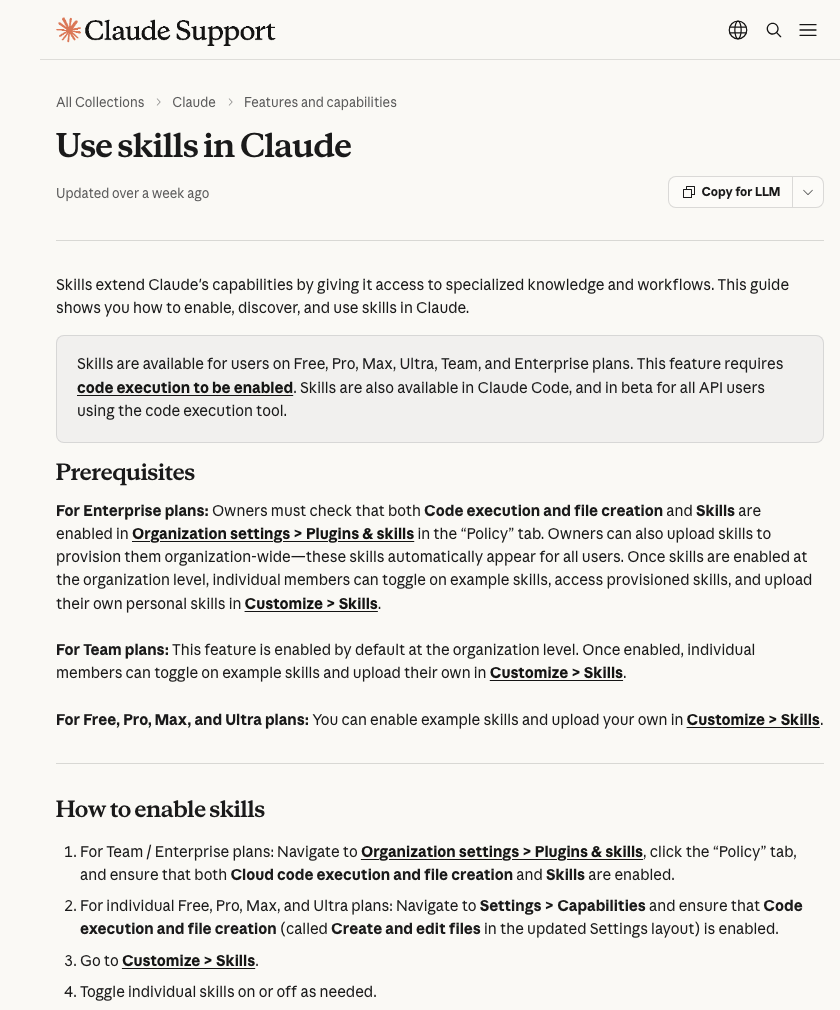 Claude Support
All Collections > Claude > Features and capabilities
Use skills in Claude
Updated over a week ago
Copy for LLM
Skills extend Claude's capabilities by giving it access to specialized knowledge and workflows. This guide
shows you how to enable, discover, and use skills in Claude.
Skills are available for users on Free, Pro, Max, Ultra, Team, and Enterprise plans. This feature requires
code execution to be enabled. Skills are also available in Claude Code, and in beta for all API users
using the code execution tool.
Prerequisites
For Enterprise plans: Owners must check that both Code execution and file creation and Skills are
enabled in Organization settings > Plugins & skills in the “Policy” tab. Owners can also upload skills to
provision them organization-wide—these skills automatically appear for all users. Once skills are enabled at
the organization level, individual members can toggle on example skills, access provisioned skills, and upload
their own personal skills in Customize > Skills.
For Team plans: This feature is enabled by default at the organization level. Once enabled, individual
members can toggle on example skills and upload their own in Customize > Skills.
For Free, Pro, Max, and Ultra plans: You can enable example skills and upload your own in Customize > Skills.
How to enable skills
1. For Team / Enterprise plans: Navigate to Organization settings > Plugins & skills, click the “Policy” tab,
and ensure that both Cloud code execution and file creation and Skills are enabled.
2. For individual Free, Pro, Max, and Ultra plans: Navigate to Settings > Capabilities and ensure that Code
execution and file creation (called Create and edit files in the updated Settings layout) is enabled.
3. Go to Customize > Skills.
4. Toggle individual skills on or off as needed.